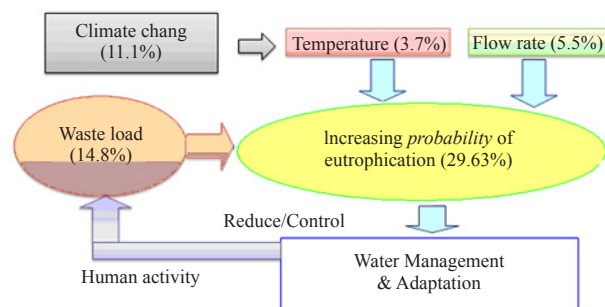 Climate chang
(11.1%)
Temperature (3.7%)
Flow rate (5.5%)
Waste load
(14.8%)
Increasing probability of
eutrophication (29.63%)
Reduce/Control
Human activity
Water Management
& Adaptation